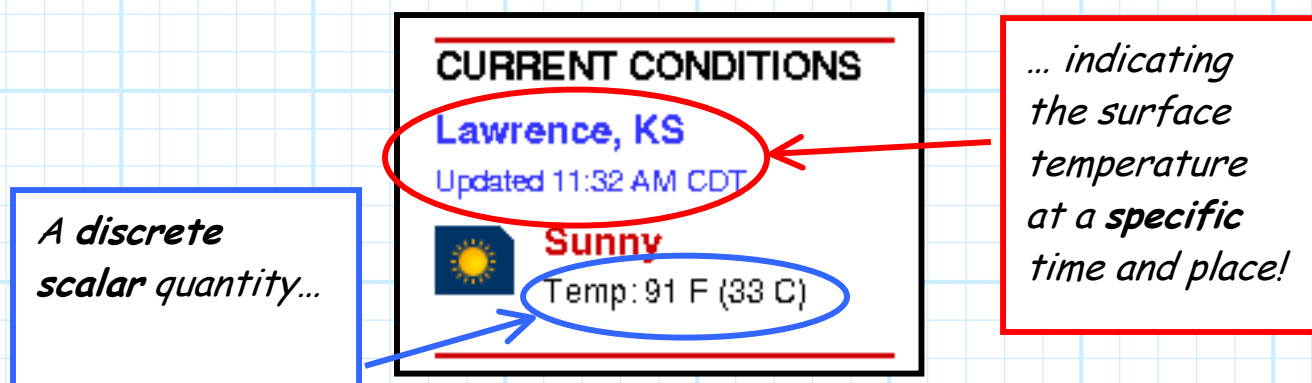 CURRENT CONDITIONS
Lawrence, KS
Updated 11:32 AM CDT
Sunny
Temp: 91 F (33 C)
A discrete
scalar quantity…
… indicating
the surface
temperature
at a specific
time and place!